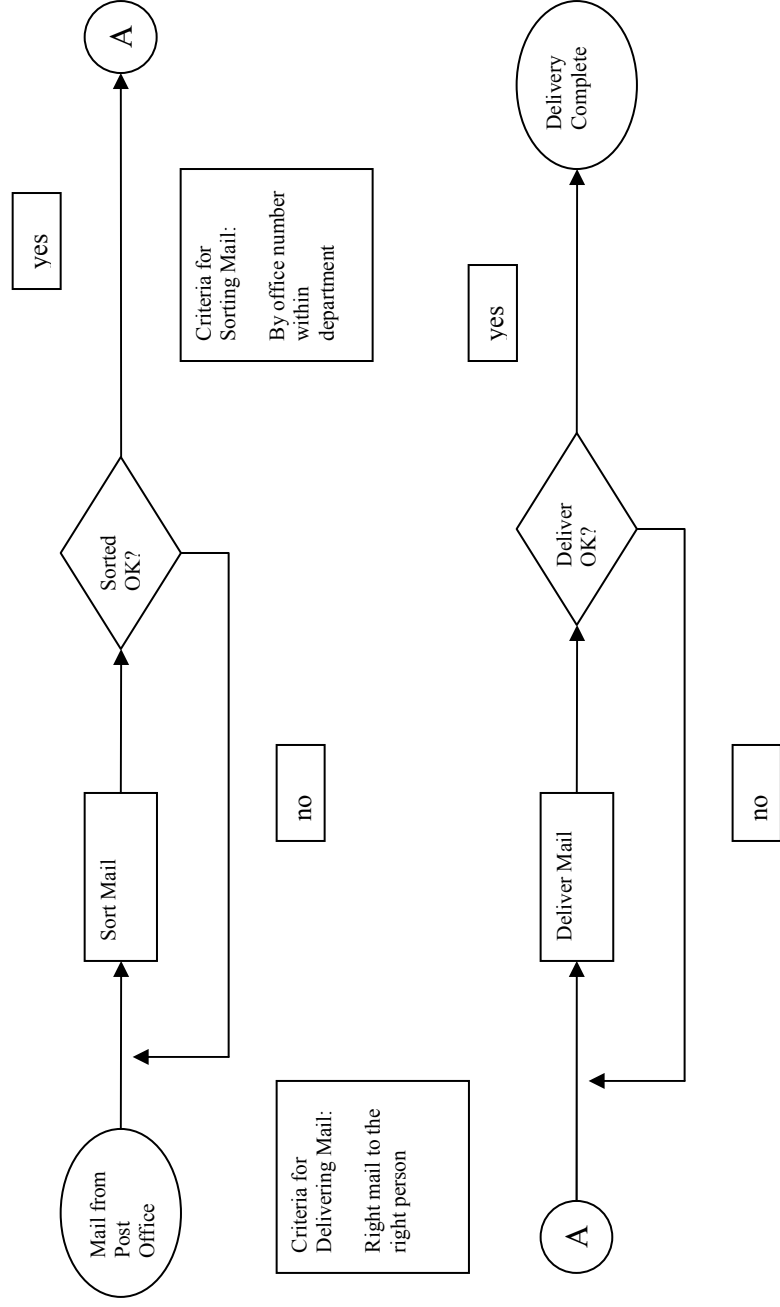 yes
A
Mail from
Post
Office
Sort Mail
Sorted
OK?
Criteria for
Sorting Mail:
By office number
within
department
no
Criteria for
Delivering Mail:
Right mail to the
right person
yes
A
Deliver Mail
Deliver
OK?
Delivery
Complete
no